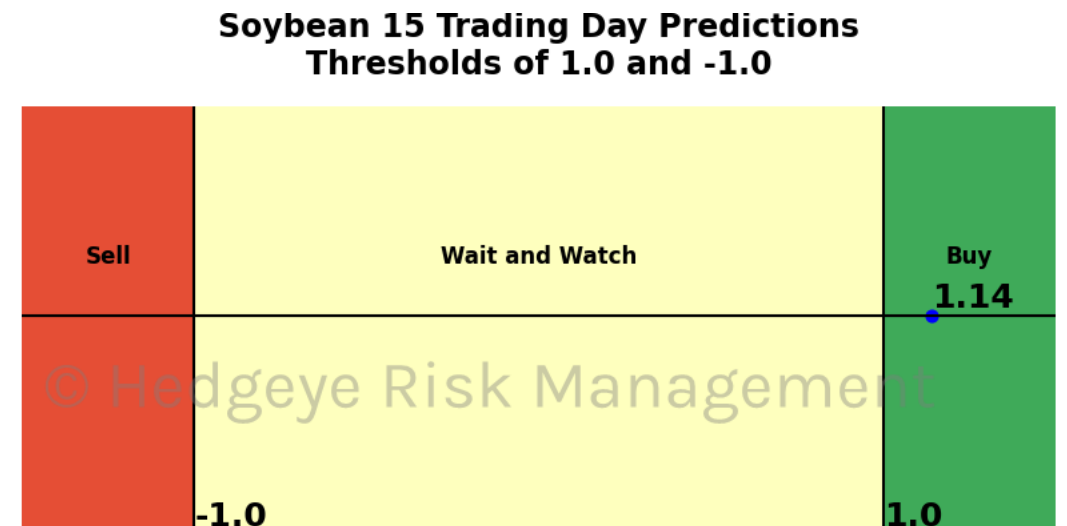 Soybean 15 Trading Day Predictions
Thresholds of 1.0 and -1.0
Sell
Wait and Watch
Buy
1.14
© Hedgeye Risk Management
-1.0
1.0